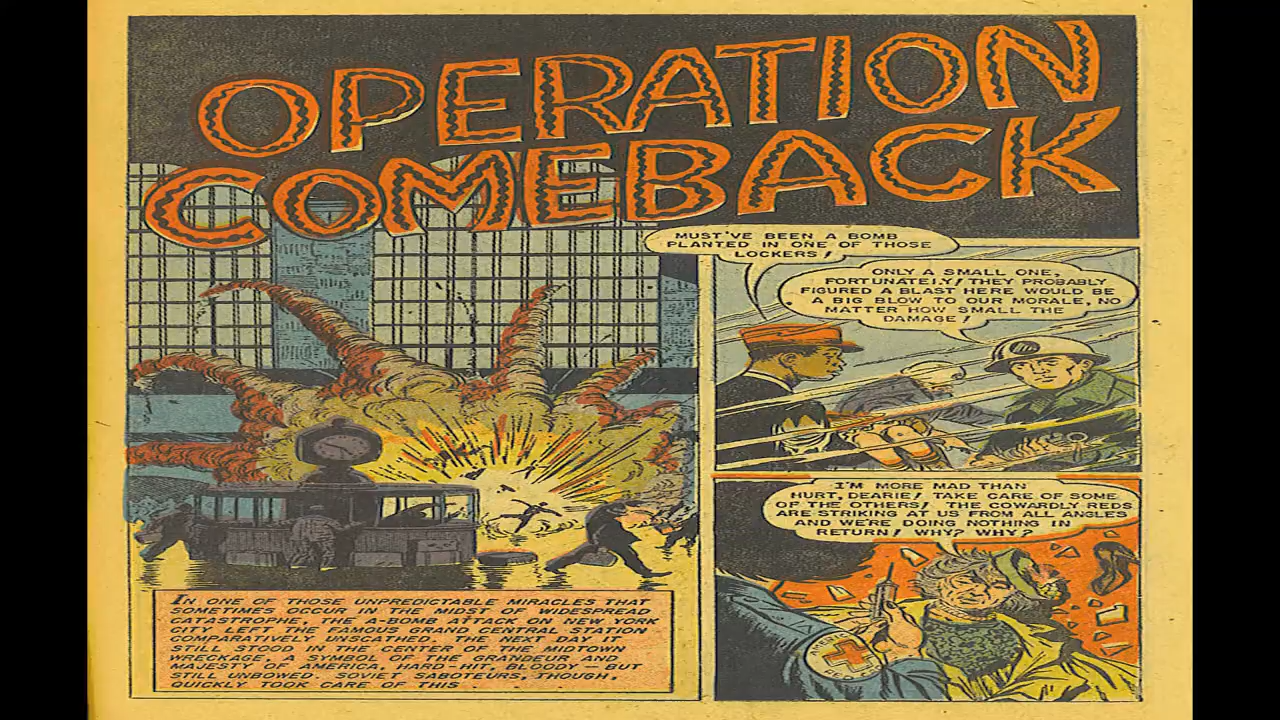 OPERATION
COMEBACK
MUST'VE BEEN A BOMB
PLANTED IN ONE OF THOSE
LOCKERS!
ONLY A SMALL ONE,
FORTUNATELY! THEY PROBABLY
FIGURED A BLAST HERE WOULD BE
A BIG BLOW TO OUR MORALE, NO
MATTER HOW SMALL THE
DAMAGE!
I'M MORE MAD THAN
HURT, DEARIE! TAKE CARE OF SOME
OF THE OTHERS! THE COWARDLY REDS
ARE STRIKING AT US FROM ALL ANGLES
AND WE'RE DOING NOTHING IN
RETURN! WHY? WHY?
AMERICAN
RED CROSS
IN ONE OF THOSE UNPREDICTABLE MIRACLES THAT
SOMETIMES OCCUR IN THE MIDST OF WIDESPREAD
CATASTROPHE, THE A-BOMB ATTACK ON NEW YORK
CITY LEFT THE FAMOUS GRAND CENTRAL STATION
COMPARATIVELY UNSCATHED. THE NEXT DAY IT
STILL STOOD IN THE CENTER OF THE MIDTOWN
WRECKAGE, A SYMBOL OF THE GRANDEUR AND
MAJESTY OF AMERICA, HARD-HIT, BLOODY -- BUT
STILL UNBOWED. SOVIET SABOTEURS, THOUGH,
QUICKLY TOOK CARE OF THIS . . .